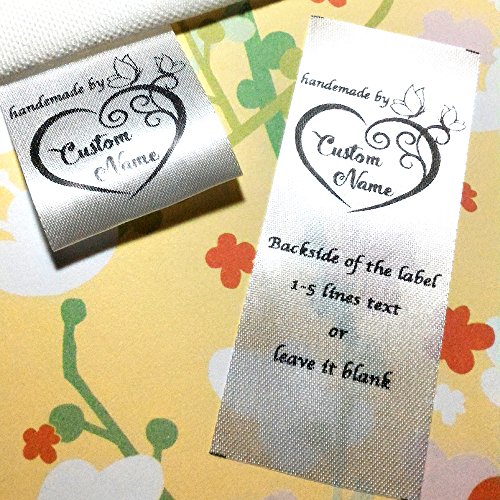 handmade by
Custom
Name
handmade by
Custom
Name
Backside of the label
1-5 lines text
or
leave it blank